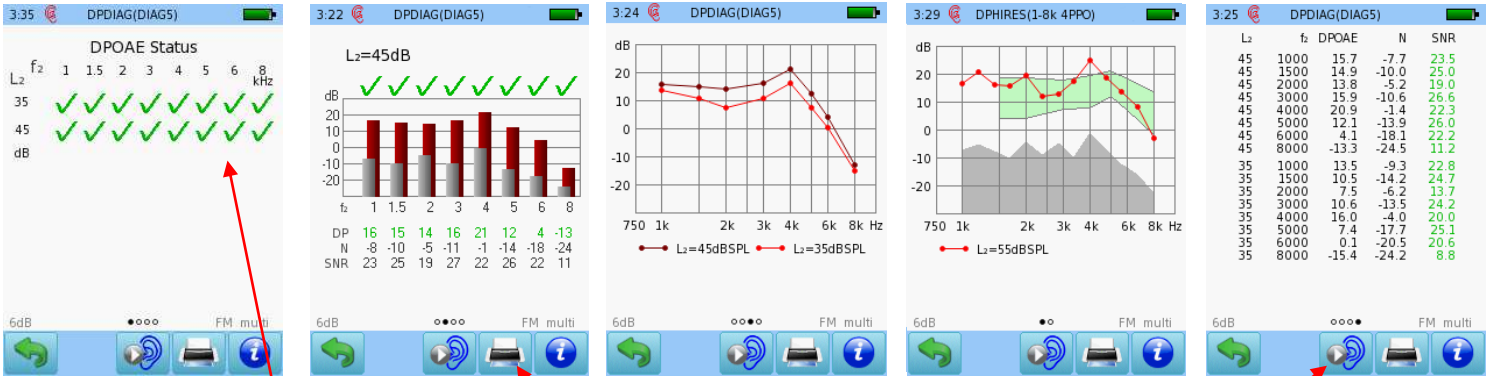 3:35 DPDIAG(DIAG5)
DPOAE Status
f₂ 1 1.5 2 3 4 5 6 8
L₂ kHz
35
45
dB
6dB FM multi
i
3:22 DPDIAG(DIAG5)
L₂=45dB
dB
20
10
0
-10
-20
f₂ 1 1.5 2 3 4 5 6 8
DP 16 15 14 16 21 12 4 -13
N -8 -10 -5 -11 -1 -14 -18 -24
SNR 23 25 19 27 22 26 22 11
6dB FM multi
i
3:24 DPDIAG(DIAG5)
dB
20
10
0
-10
-20
750 1k 2k 3k 4k 6k 8k Hz
L₂=45dBSPL L₂=35dBSPL
6dB FM multi
i
3:29 DPHIRES(1-8k 4PPO)
dB
20
10
0
-10
-20
750 1k 2k 3k 4k 6k 8k Hz
L₂=55dBSPL
6dB FM multi
i
3:25 DPDIAG(DIAG5)
L₂ f₂ DPOAE N SNR
45 1000 15.7 -7.7 23.5
45 1500 14.9 -10.0 25.0
45 2000 13.8 -5.2 19.0
45 3000 15.9 -10.6 26.6
45 4000 20.9 -1.4 22.3
45 5000 12.1 -13.9 26.0
45 6000 4.1 -18.1 22.2
45 8000 -13.3 -24.5 11.2
35 1000 13.5 -9.3 22.8
35 1500 10.5 -14.2 24.7
35 2000 7.5 -6.2 13.7
35 3000 10.6 -13.5 24.2
35 4000 16.0 -4.0 20.0
35 5000 7.4 -17.7 25.1
35 6000 0.1 -20.5 20.6
35 8000 -15.4 -24.2 8.8
6dB FM multi
i